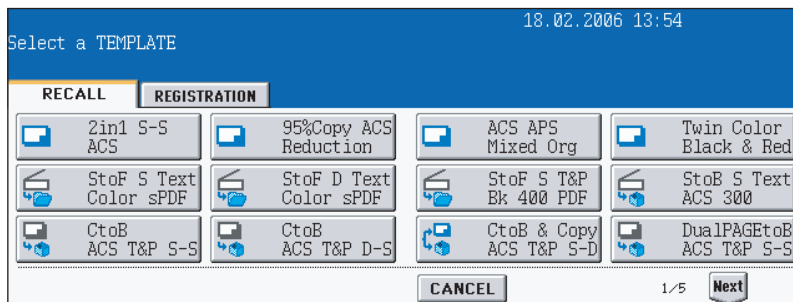 18.02.2006 13:54
Select a TEMPLATE
RECALL REGISTRATION
2in1 S-S 95%Copy ACS ACS APS Twin Color
ACS Reduction Mixed Org Black & Red
StoF S Text StoF D Text StoF S T&P StoB S Text
Color sPDF Color sPDF Bk 400 PDF ACS 300
CtoB CtoB CtoB & Copy DualPAGEtoB
ACS T&P S-S ACS T&P D-S ACS T&P S-D ACS T&P S-S
CANCEL 1/5 Next